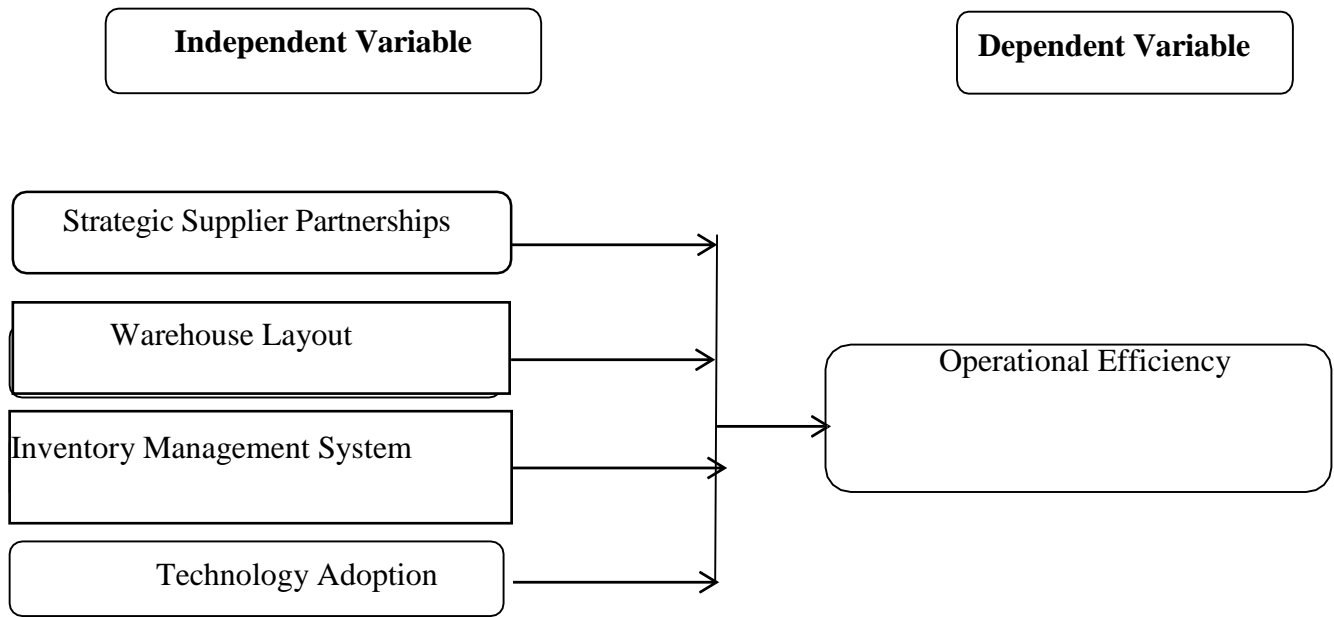 Independent Variable
Dependent Variable
Strategic Supplier Partnerships
Warehouse Layout
Operational Efficiency
Inventory Management System
Technology Adoption